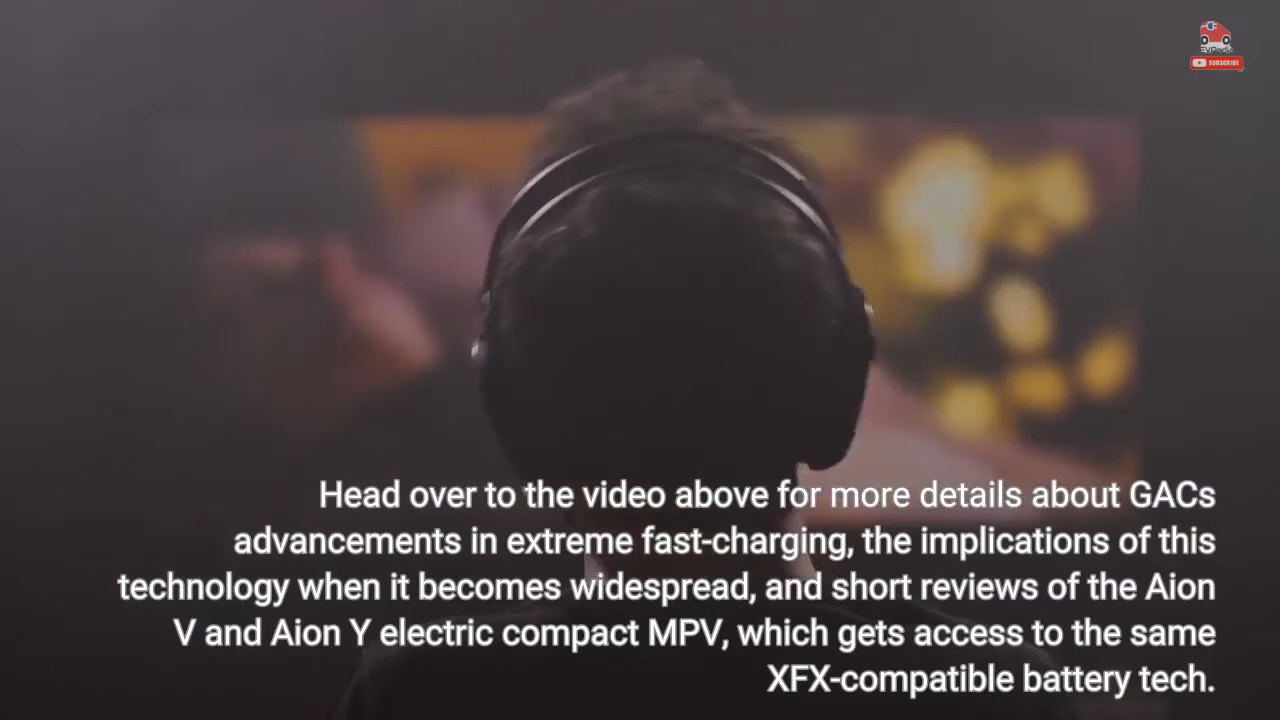 EVPedia
SUBSCRIBE
Head over to the video above for more details about GACs
advancements in extreme fast-charging, the implications of this
technology when it becomes widespread, and short reviews of the Aion
V and Aion Y electric compact MPV, which gets access to the same
XFX-compatible battery tech.